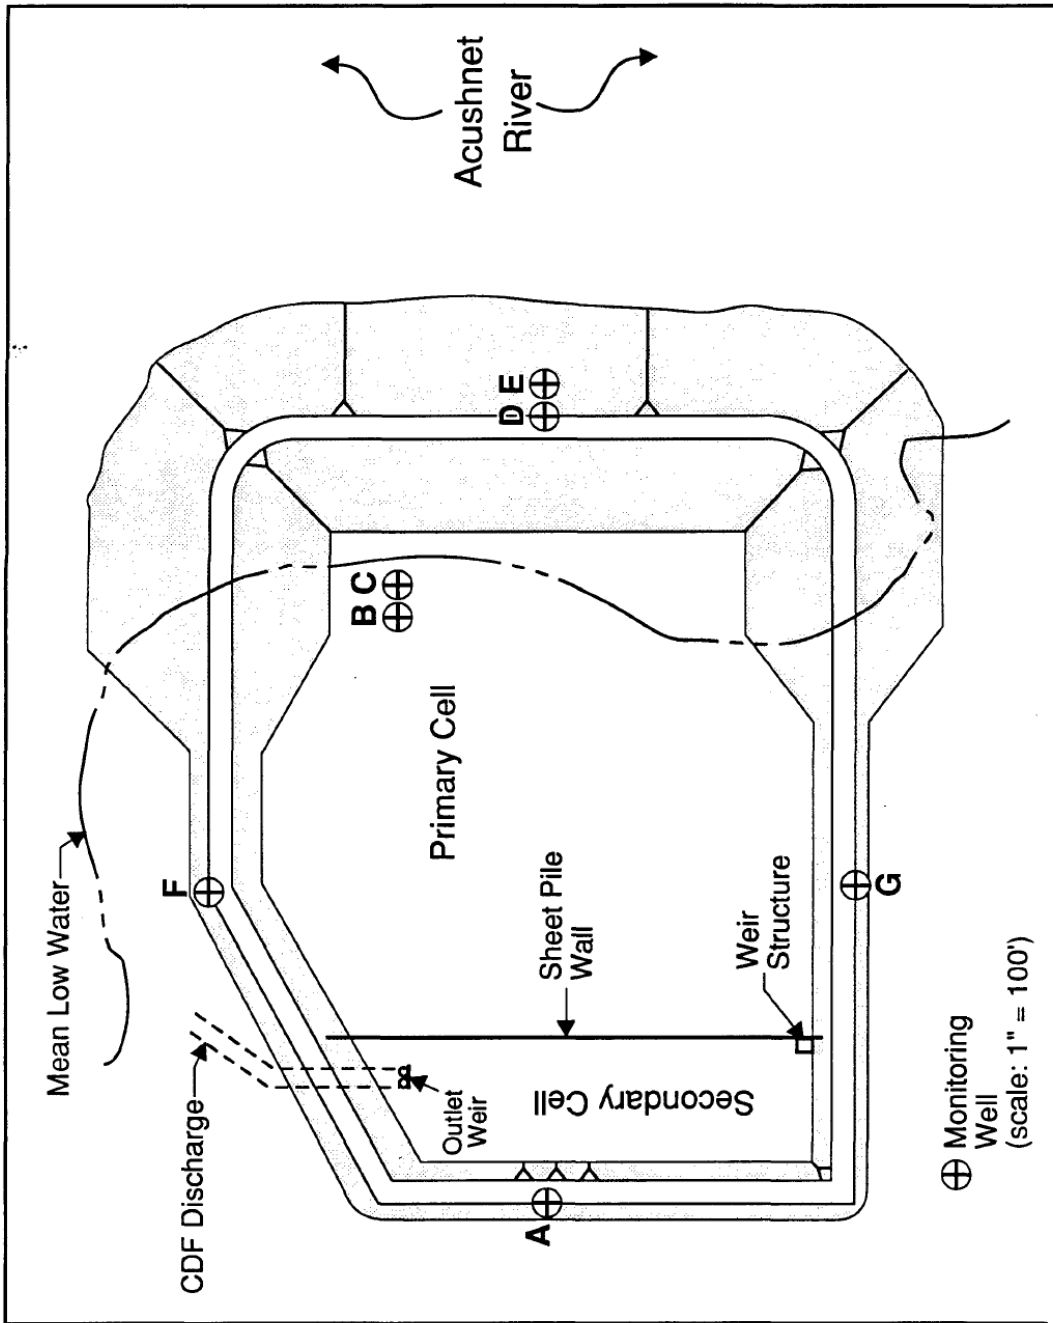 Acushnet
River
D E
B C
Primary Cell
Mean Low Water
F
Sheet Pile
Wall
Weir
Structure
G
CDF Discharge
Outlet
Weir
Secondary Cell
A
Monitoring
Well
(scale: 1" = 100')